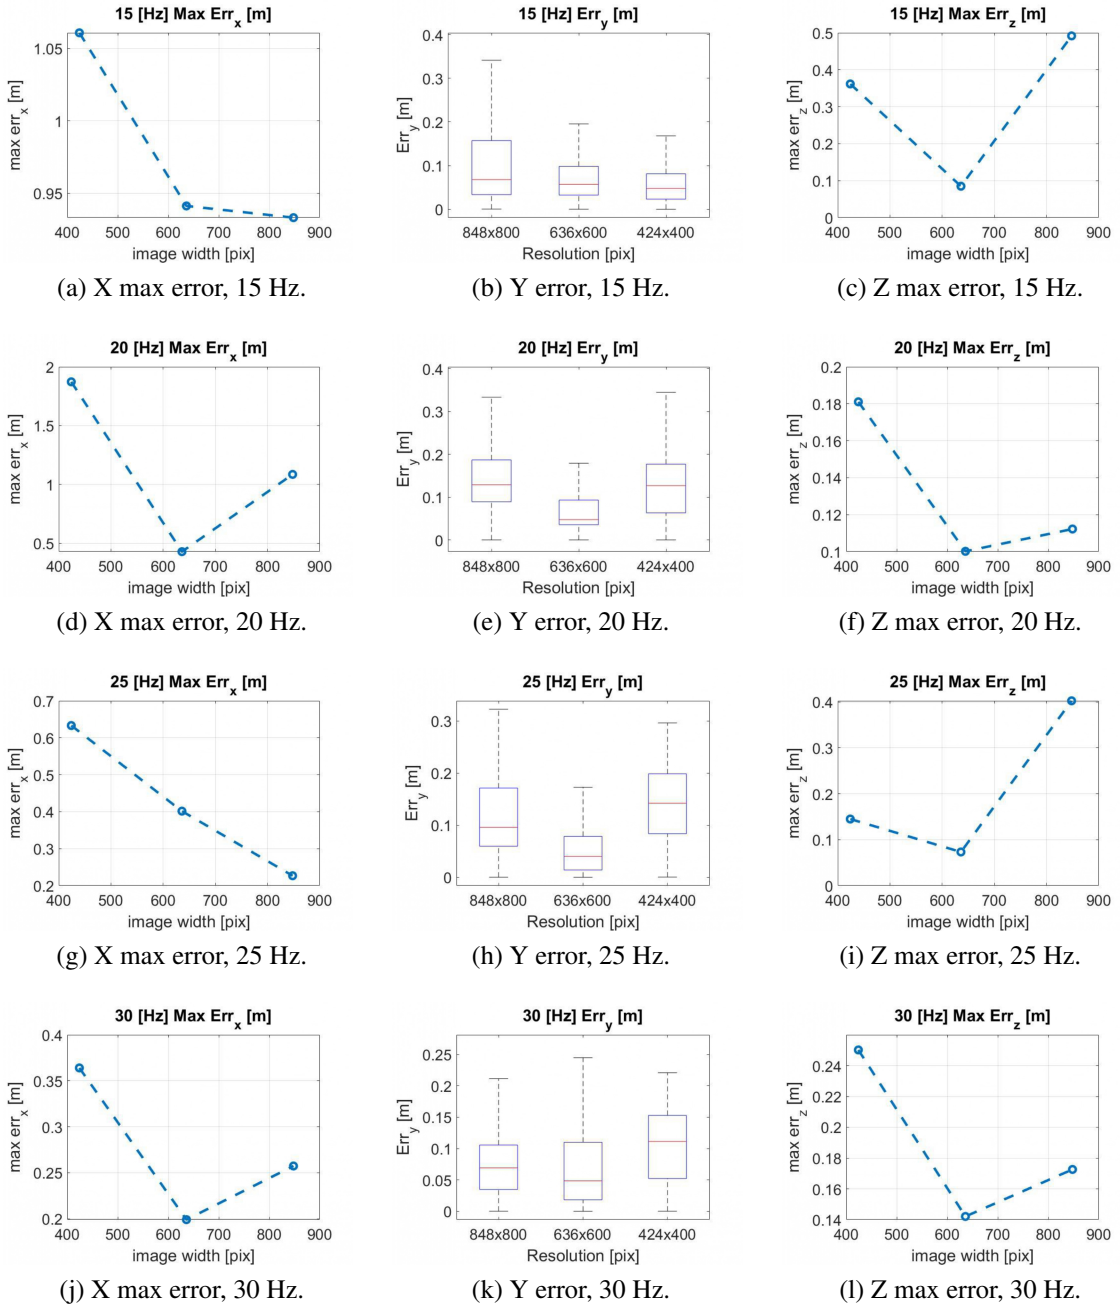 15 [Hz] Max Err_x [m]
1.05
1
0.95
max err_x [m]
400 500 600 700 800 900
image width [pix]
(a) X max error, 15 Hz.
15 [Hz] Err_y [m]
0.4
0.3
0.2
0.1
0
Err_y [m]
848x800 636x600 424x400
Resolution [pix]
(b) Y error, 15 Hz.
15 [Hz] Max Err_z [m]
0.5
0.4
0.3
0.2
0.1
0
max err_z [m]
400 500 600 700 800 900
image width [pix]
(c) Z max error, 15 Hz.
20 [Hz] Max Err_x [m]
2
1.5
1
0.5
max err_x [m]
400 500 600 700 800 900
image width [pix]
(d) X max error, 20 Hz.
20 [Hz] Err_y [m]
0.4
0.3
0.2
0.1
0
Err_y [m]
848x800 636x600 424x400
Resolution [pix]
(e) Y error, 20 Hz.
20 [Hz] Max Err_z [m]
0.2
0.18
0.16
0.14
0.12
0.1
max err_z [m]
400 500 600 700 800 900
image width [pix]
(f) Z max error, 20 Hz.
25 [Hz] Max Err_x [m]
0.7
0.6
0.5
0.4
0.3
0.2
max err_x [m]
400 500 600 700 800 900
image width [pix]
(g) X max error, 25 Hz.
25 [Hz] Err_y [m]
0.3
0.2
0.1
0
Err_y [m]
848x800 636x600 424x400
Resolution [pix]
(h) Y error, 25 Hz.
25 [Hz] Max Err_z [m]
0.4
0.3
0.2
0.1
0
max err_z [m]
400 500 600 700 800 900
image width [pix]
(i) Z max error, 25 Hz.
30 [Hz] Max Err_x [m]
0.4
0.35
0.3
0.25
0.2
max err_x [m]
400 500 600 700 800 900
image width [pix]
(j) X max error, 30 Hz.
30 [Hz] Err_y [m]
0.25
0.2
0.15
0.1
0.05
0
Err_y [m]
848x800 636x600 424x400
Resolution [pix]
(k) Y error, 30 Hz.
30 [Hz] Max Err_z [m]
0.24
0.22
0.2
0.18
0.16
0.14
max err_z [m]
400 500 600 700 800 900
image width [pix]
(l) Z max error, 30 Hz.